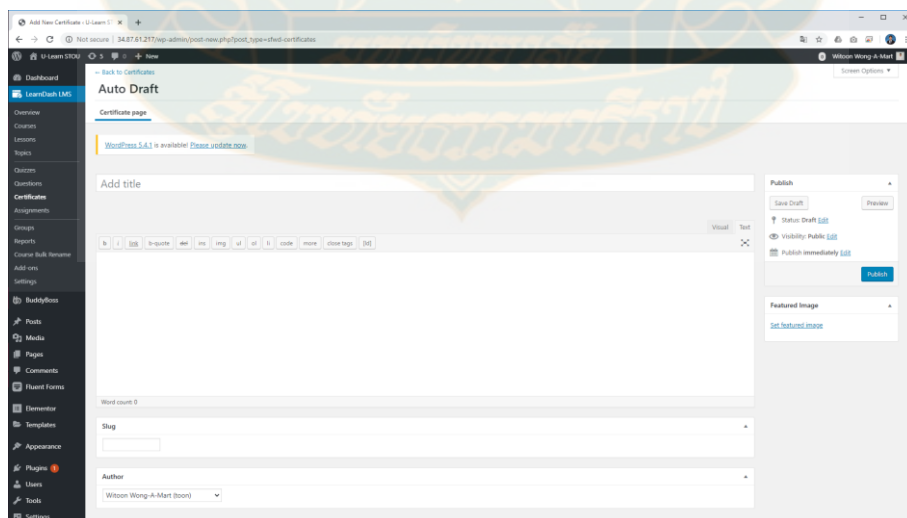 Add New Certificate ‹ U-Learn S
Not secure | 34.87.61.217/wp-admin/post-new.php?post_type=sfwd-certificates
U-Learn STOU 5 New
Witoon Wong-A-Mart
Dashboard
LearnDash LMS
Overview
Courses
Lessons
Topics
Quizzes
Questions
Certificates
Assignments
Groups
Reports
Course Bulk Rename
Add-ons
Settings
BuddyBoss
Posts
Media
Pages
Comments
Fluent Forms
Elementor
Templates
Appearance
Plugins 1
Users
Tools
Settings
← Back to Certificates
Screen Options ▼
Auto Draft
Certificate page
WordPress 5.4.1 is available! Please update now.
Add title
Visual Text
b i link b-quote del ins img ul ol li code more close tags
Word count: 0
Slug
Author
Witoon Wong-A-Mart (toon)
Publish
Save Draft Preview
Status: Draft Edit
Visibility: Public Edit
Publish immediately Edit
Publish
Featured Image
Set featured image